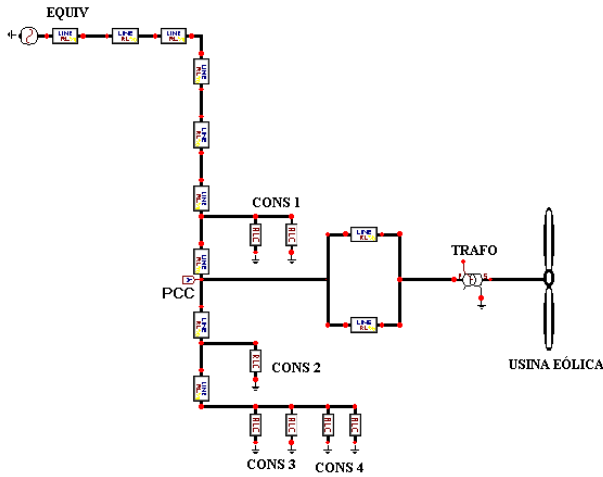 EQUIV
LINE RL
LINE RL
LINE RL
LINE RL
LINE RL
LINE RL
CONS 1
RLC
RLC
LINE RL
TRAFO
LINE RL
P S
PCC
LINE RL
LINE RL
USINA EÓLICA
RLC
CONS 2
LINE RL
RLC
RLC
RLC
RLC
CONS 3
CONS 4